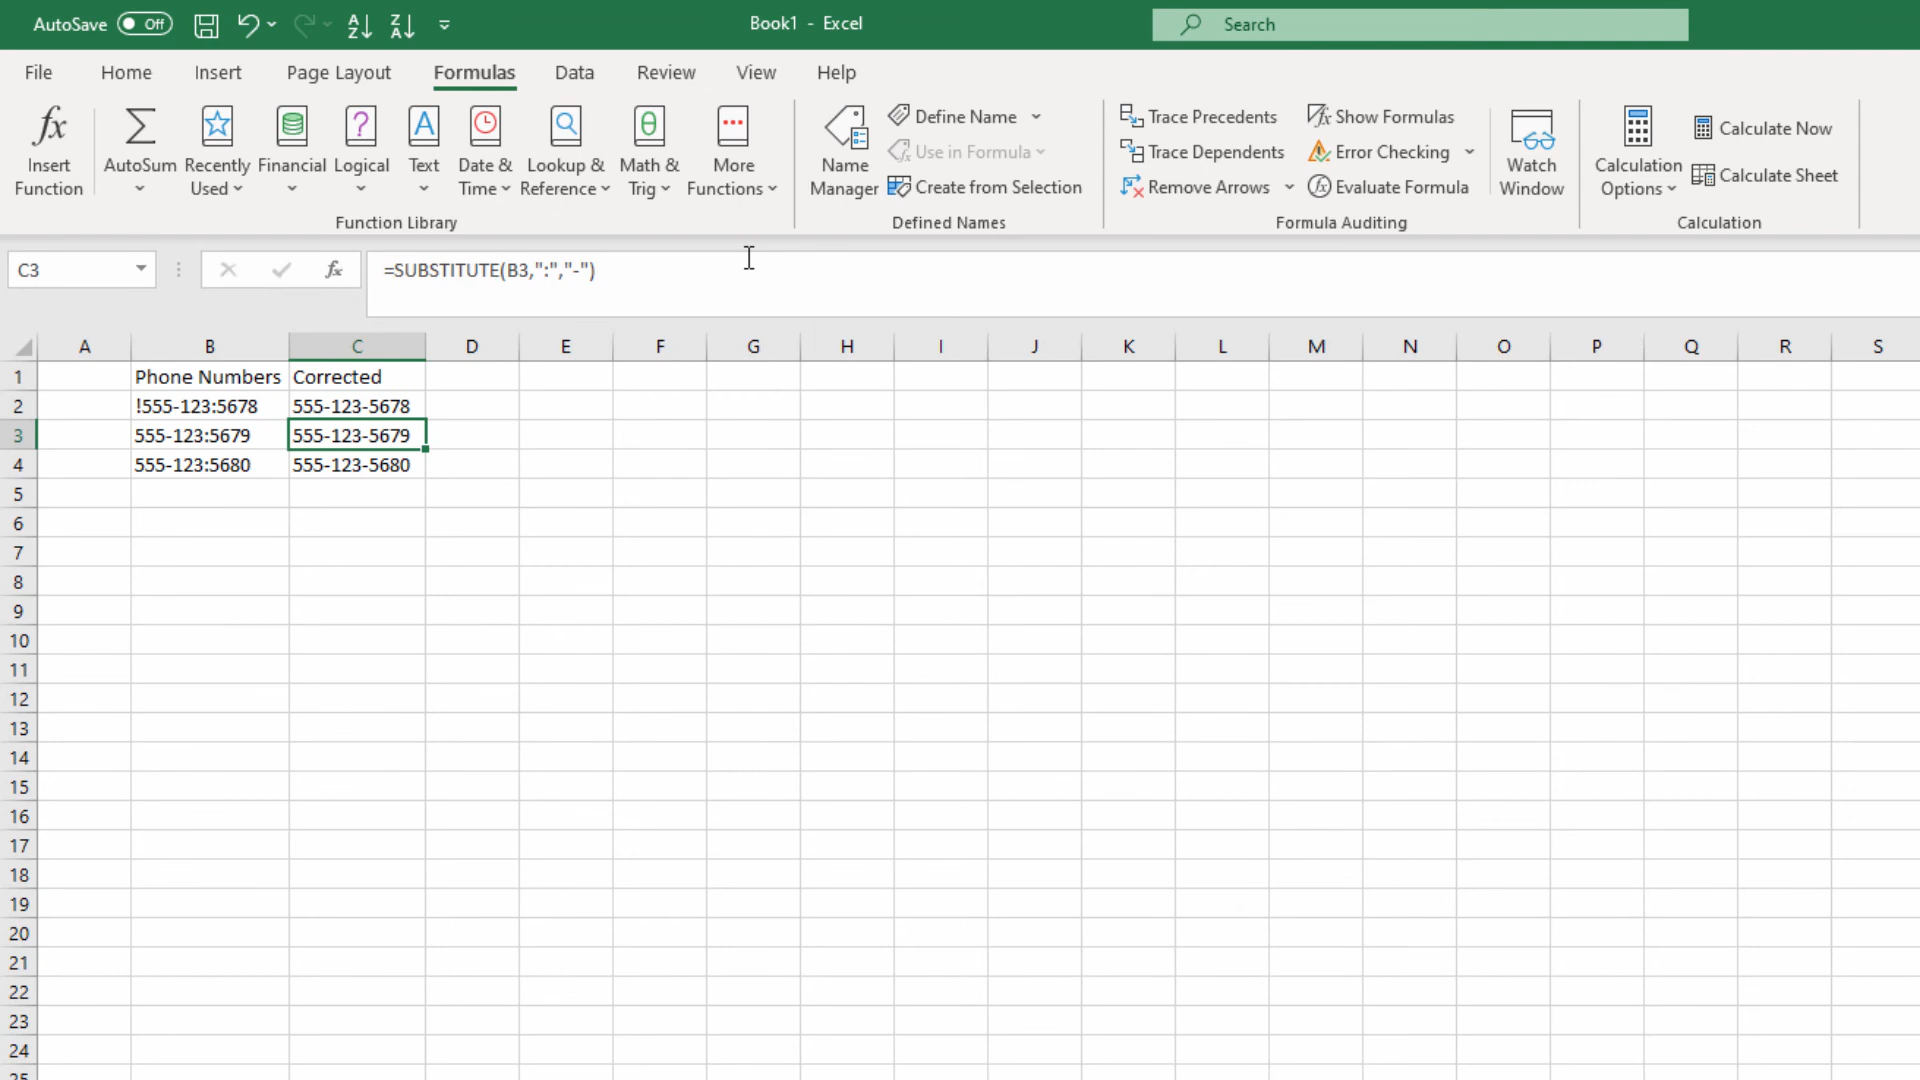 AutoSave Off Book1 - Excel Search
File Home Insert Page Layout Formulas Data Review View Help
Insert Function
AutoSum
Recently Used
Financial
Logical
Text
Date & Time
Lookup & Reference
Math & Trig
More Functions
Function Library
Name Manager
Define Name
Use in Formula
Create from Selection
Defined Names
Trace Precedents
Trace Dependents
Remove Arrows
Show Formulas
Error Checking
Evaluate Formula
Formula Auditing
Watch Window
Calculation Options
Calculate Now
Calculate Sheet
Calculation
C3 fx =SUBSTITUTE(B3,":","-")
A B C D E F G H I J K L M N O P Q R S
1 Phone Numbers Corrected
2 !555-123:5678 555-123-5678
3 555-123:5679 555-123-5679
4 555-123:5680 555-123-5680
5
6
7
8
9
10
11
12
13
14
15
16
17
18
19
20
21
22
23
24
25